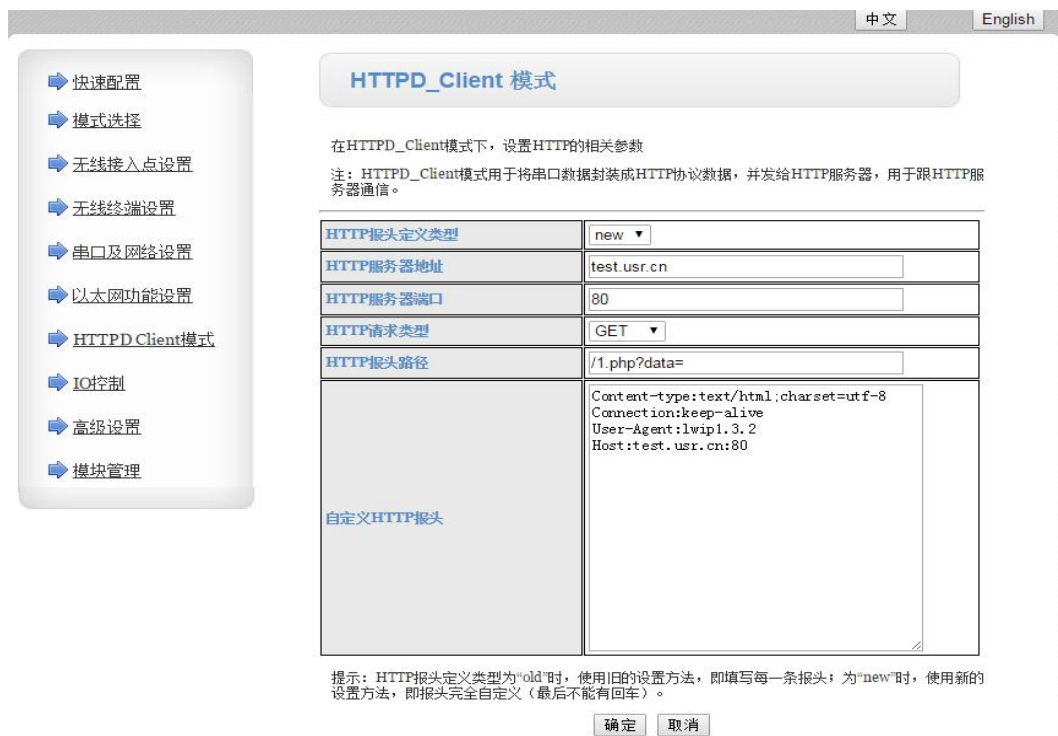 中文
English
快速配置
模式选择
无线接入点设置
无线终端设置
串口及网络设置
以太网功能设置
HTTPD Client模式
IO控制
高级设置
模块管理
HTTPD_Client 模式
在HTTPD_Client模式下，设置HTTP的相关参数
注：HTTPD_Client模式用于将串口数据封装成HTTP协议数据，并发给HTTP服务器，用于跟HTTP服
务器通信。
HTTP报头定义类型 new
HTTP服务器地址 test.usr.cn
HTTP服务器端口 80
HTTP请求类型 GET
HTTP报头路径 /1.php?data=
Content-type:text/html;charset=utf-8
Connection:keep-alive
User-Agent:lwip1.3.2
Host:test.usr.cn:80
自定义HTTP报头
提示：HTTP报头定义类型为“old”时，使用旧的设置方法，即填写每一条报头；为“new”时，使用新的
设置方法，即报头完全自定义（最后不能有回车）。
确定 取消